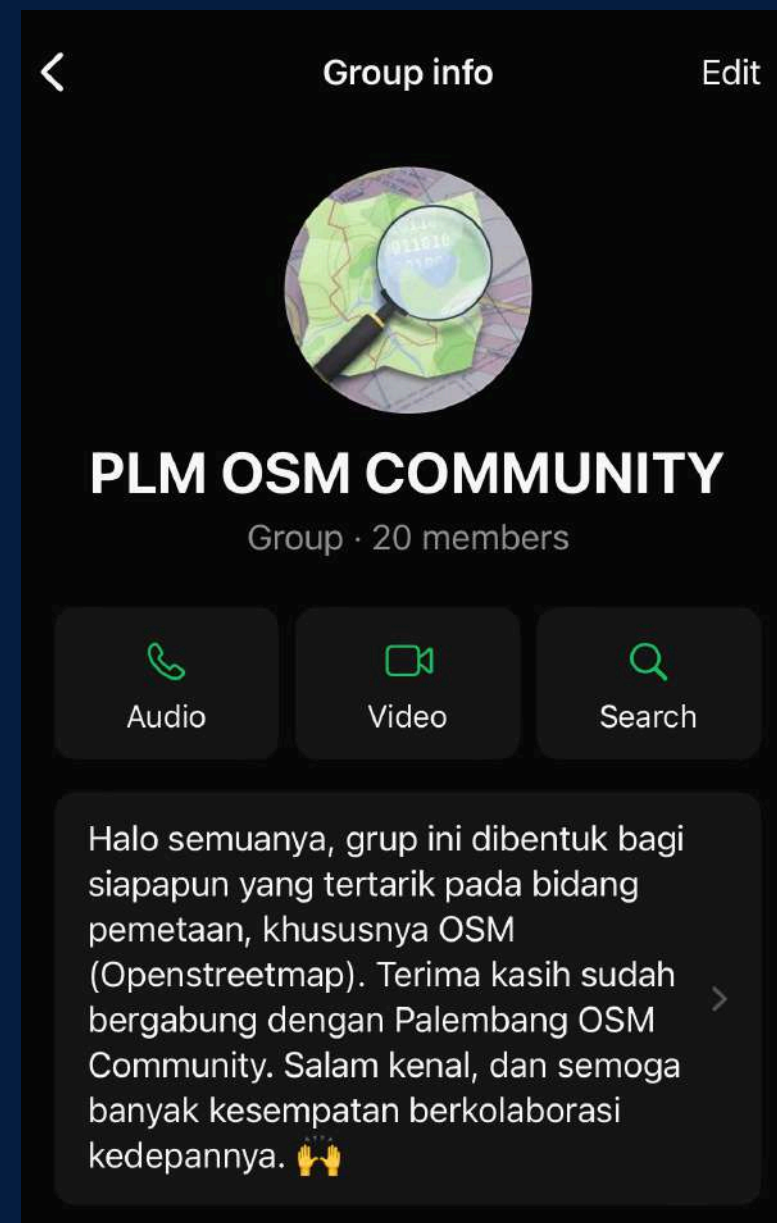 Group info
Edit
011010
PLM OSM COMMUNITY
Group · 20 members
Audio
Video
Search
Halo semuanya, grup ini dibentuk bagi
siapapun yang tertarik pada bidang
pemetaan, khususnya OSM
(Openstreetmap). Terima kasih sudah
bergabung dengan Palembang OSM
Community. Salam kenal, dan semoga
banyak kesempatan berkolaborasi
kedepannya. 🙌